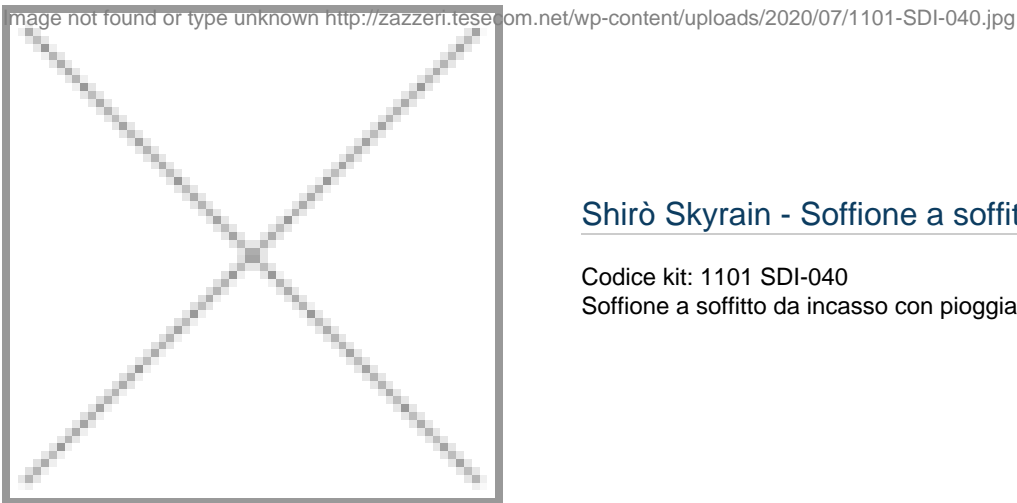 Image not found or type unknown http://zazzeri.tesecom.net/wp-content/uploads/2020/07/1101-SDI-040.jpg
Shirò Skyrain - Soffione a soffit
Codice kit: 1101 SDI-040
Soffione a soffitto da incasso con pioggia